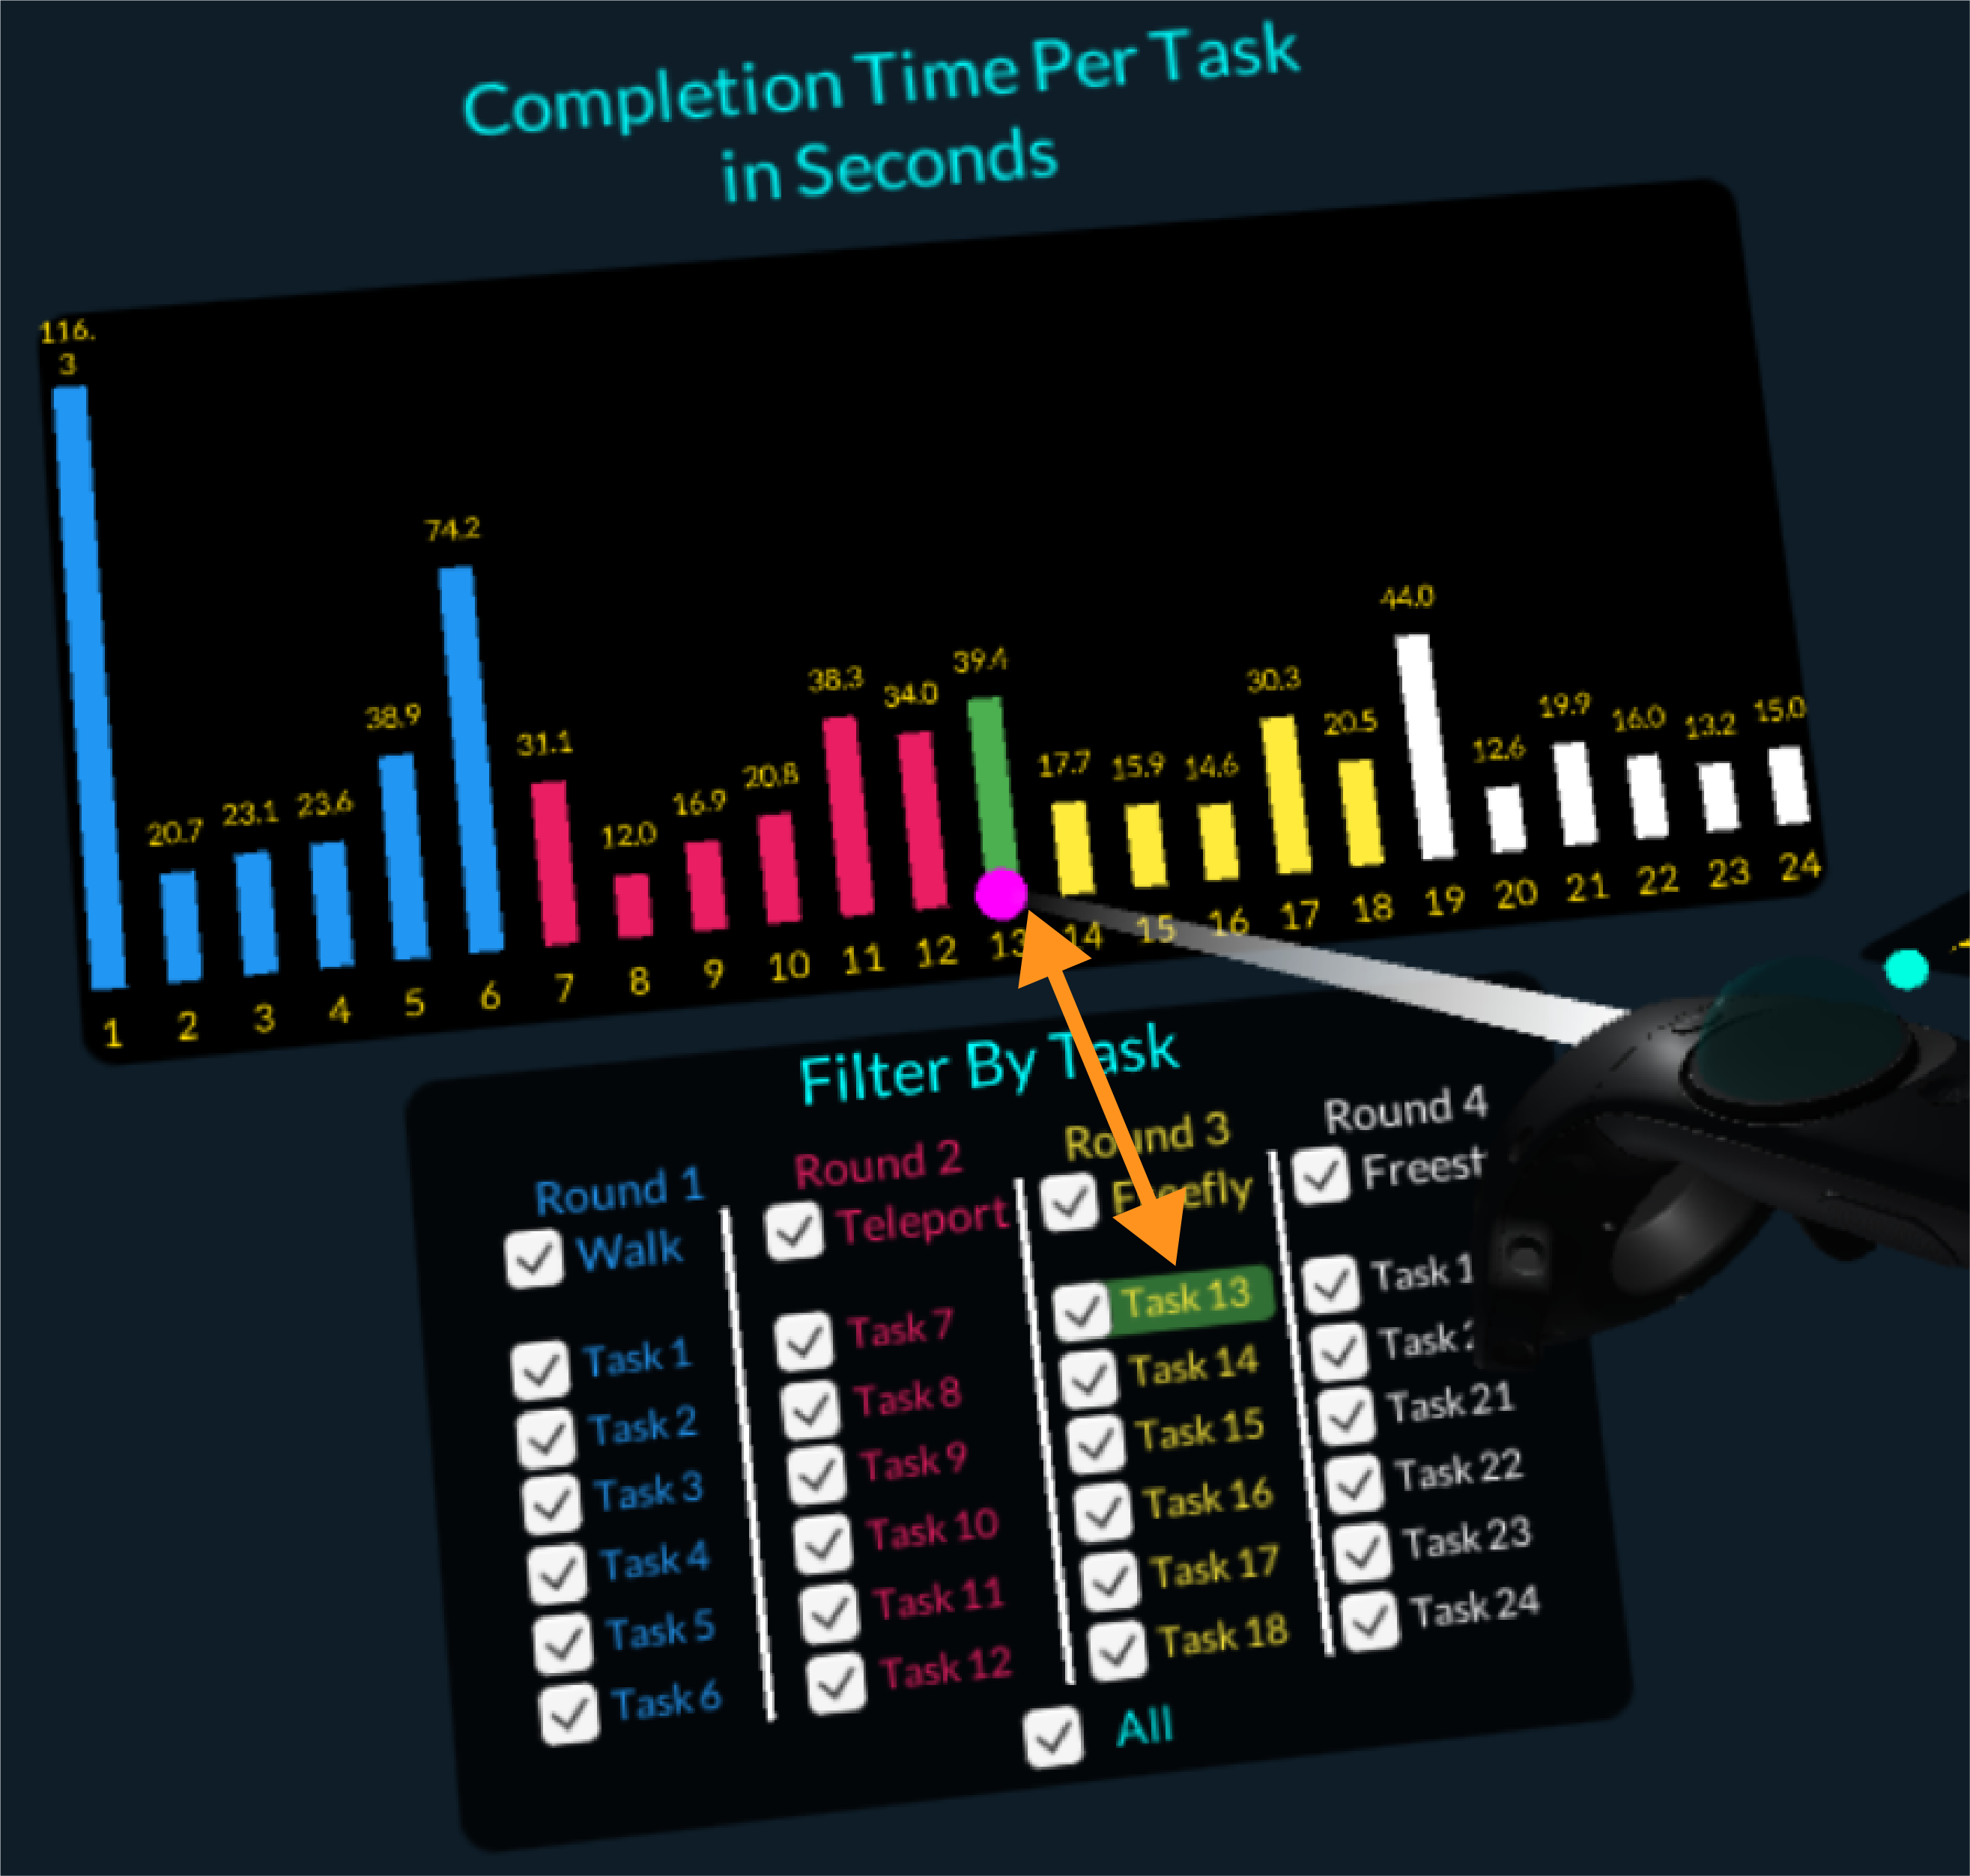 Completion Time Per Task
in Seconds
116.
3
20.7
23.1
23.6
38.9
74.2
31.1
12.0
16.9
20.8
38.3
34.0
39.4
17.7
15.9
14.6
30.3
20.5
44.0
12.6
19.9
16.0
13.2
15.0
1 2 3 4 5 6 7 8 9 10 11 12 13 14 15 16 17 18 19 20 21 22 23 24
Filter By Task
Round 1
Walk
Task 1
Task 2
Task 3
Task 4
Task 5
Task 6
Round 2
Teleport
Task 7
Task 8
Task 9
Task 10
Task 11
Task 12
Round 3
Freefly
Task 13
Task 14
Task 15
Task 16
Task 17
Task 18
Round 4
Freest
Task 1
Task 2
Task 21
Task 22
Task 23
Task 24
All